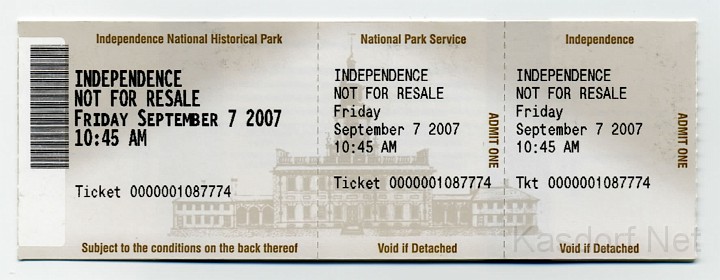 Independence National Historical Park
INDEPENDENCE
NOT FOR RESALE
FRIDAY SEPTEMBER 7 2007
10:45 AM
Ticket 0000001087774
Subject to the conditions on the back thereof
National Park Service
INDEPENDENCE
NOT FOR RESALE
Friday
September 7 2007
10:45 AM
ADMIT ONE
Ticket 0000001087774
Void if Detached
Independence
INDEPENDENCE
NOT FOR RESALE
Friday
September 7 2007
10:45 AM
ADMIT ONE
Tkt 0000001087774
Void if Detached
Kasdorf Net